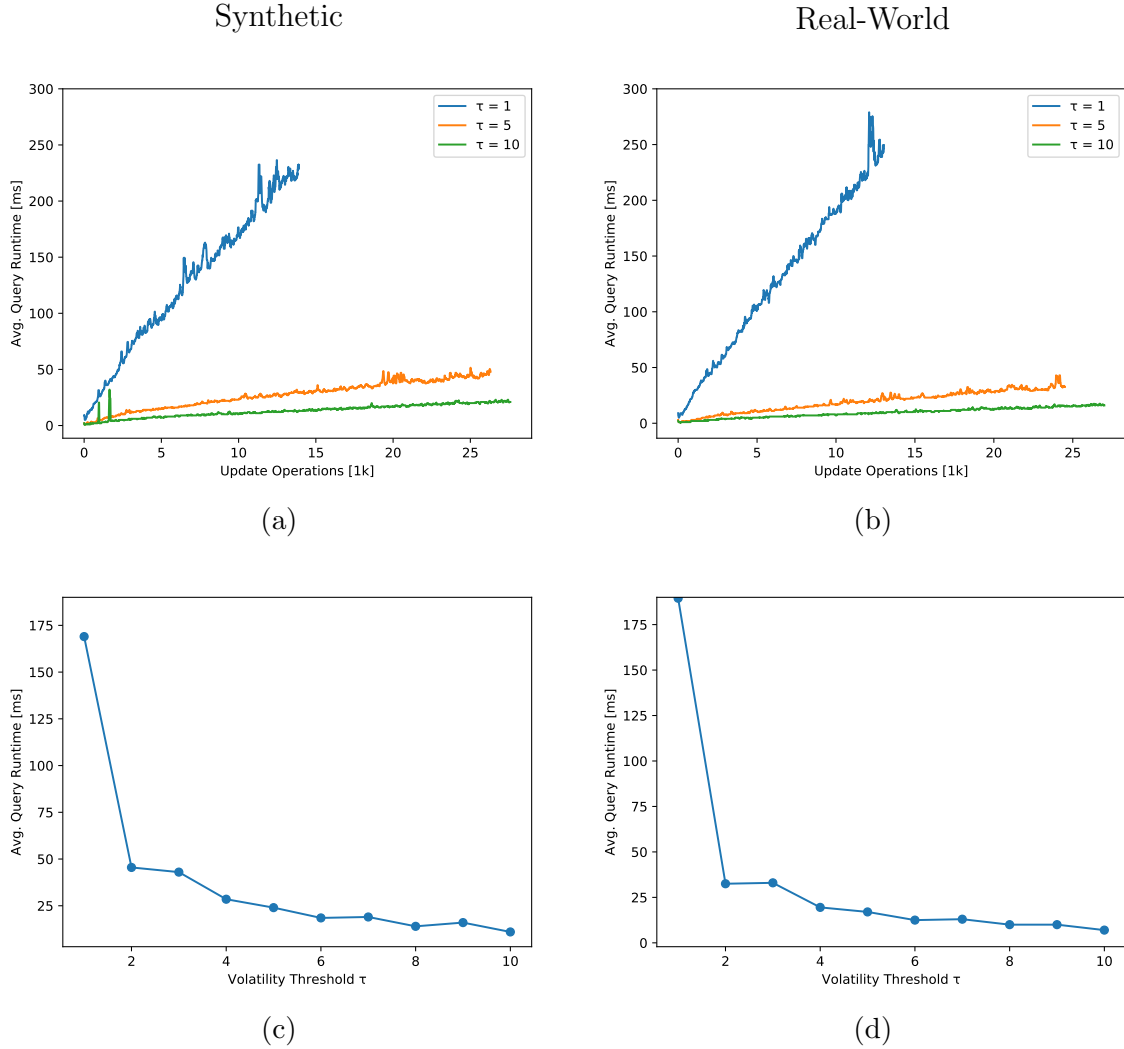 Synthetic
Real-World
300
250
200
150
100
50
0
Avg. Query Runtime [ms]
τ = 1
τ = 5
τ = 10
0 5 10 15 20 25
Update Operations [1k]
(a)
300
250
200
150
100
50
0
Avg. Query Runtime [ms]
τ = 1
τ = 5
τ = 10
0 5 10 15 20 25
Update Operations [1k]
(b)
175
150
125
100
75
50
25
Avg. Query Runtime [ms]
2 4 6 8 10
Volatility Threshold τ
(c)
175
150
125
100
75
50
25
0
Avg. Query Runtime [ms]
2 4 6 8 10
Volatility Threshold τ
(d)